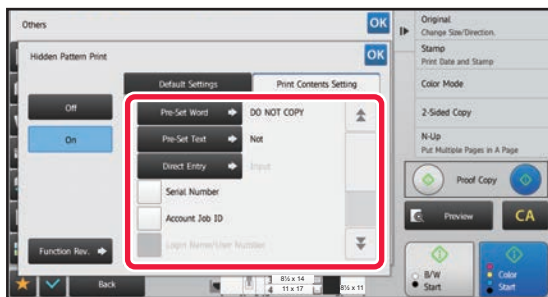 Others
OK
Hidden Pattern Print
OK
Default Settings
Print Contents Setting
Off
On
Pre-Set Word
DO NOT COPY
Pre-Set Text
Not
Direct Entry
Input
Serial Number
Account Job ID
Login Name/User Number
Function Rev.
Back
8½ x 14
4 11 x 17
8½ x 11
Original
Change Size/Direction.
Stamp
Print Date and Stamp
Color Mode
2-Sided Copy
N-Up
Put Multiple Pages in A Page
Proof Copy
Preview
CA
B/W
Start
Color
Start